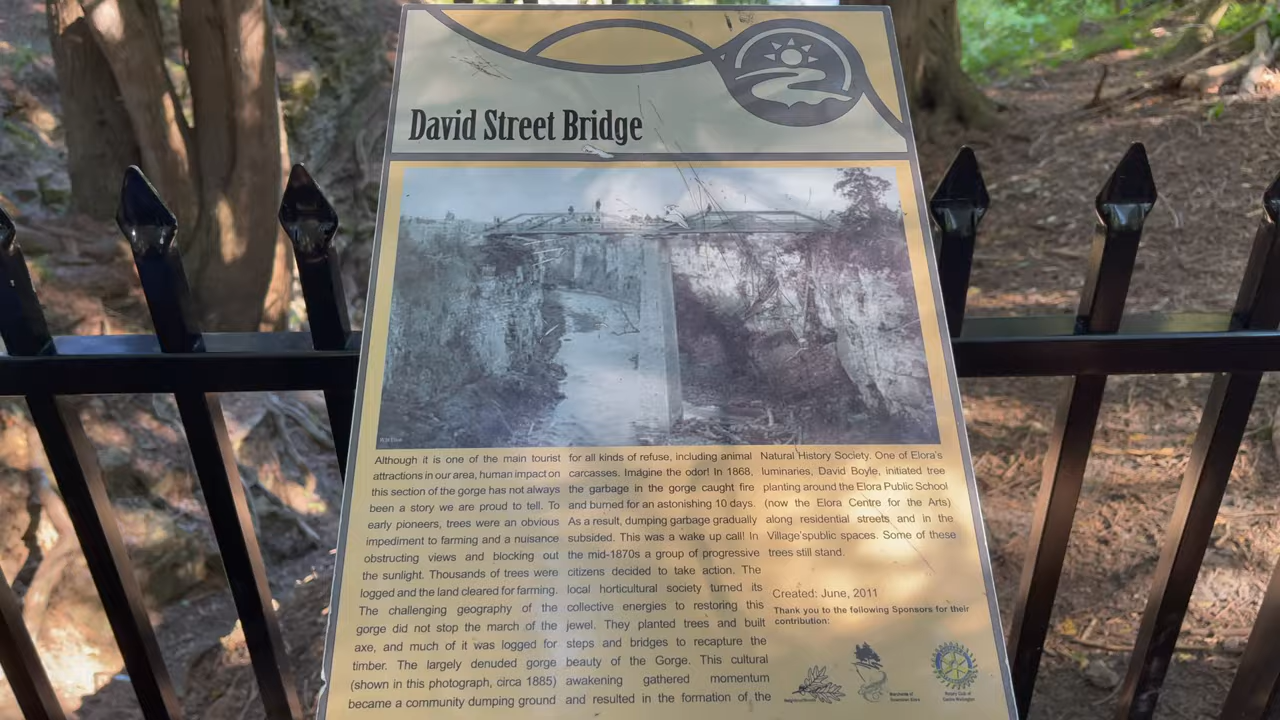 David Street Bridge
Although it is one of the main tourist
attractions in our area, human impact on
this section of the gorge has not always
been a story we are proud to tell. To
early pioneers, trees were an obvious
impediment to farming and a nuisance
obstructing views and blocking out
the sunlight. Thousands of trees were
logged and the land cleared for farming.
The challenging geography of the
gorge did not stop the march of the
axe, and much of it was logged for
timber. The largely denuded gorge
(shown in this photograph, circa 1885)
became a community dumping ground
for all kinds of refuse, including animal
carcasses. Imagine the odor! In 1868,
the garbage in the gorge caught fire
and burned for an astonishing 10 days.
As a result, dumping garbage gradually
subsided. This was a wake up call! In
the mid-1870s a group of progressive
citizens decided to take action. The
local horticultural society turned its
collective energies to restoring this
jewel. They planted trees and built
steps and bridges to recapture the
beauty of the Gorge. This cultural
awakening gathered momentum
and resulted in the formation of the
Natural History Society. One of Elora's
luminaries, David Boyle, initiated tree
planting around the Elora Public School
(now the Elora Centre for the Arts)
along residential streets and in the
Village'spublic spaces. Some of these
trees still stand.
Created: June, 2011
Thank you to the following Sponsors for their
contribution:
Rotary Club of
Centre Wellington